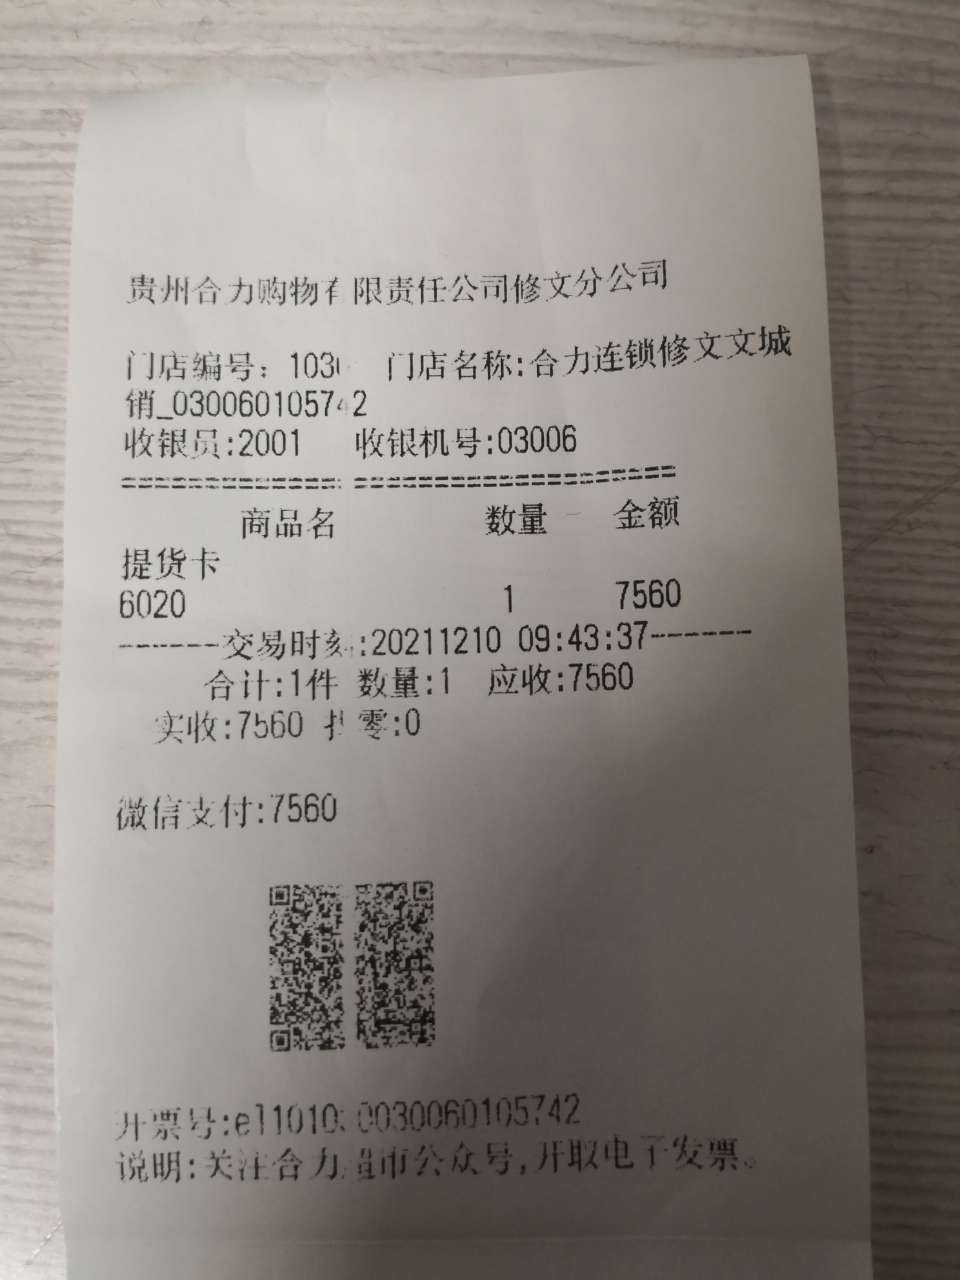 贵州合力购物有限责任公司修文分公司
门店编号：103 门店名称:合力连锁修文文城
销_030060105742
收银员:2001 收银机号:03006
================================
商品名 数量 金额
提货卡
6020 1 7560
------交易时刻:20211210 09:43:37------
合计:1件 数量:1 应收:7560
实收:7560 找零:0
微信支付:7560
开票号:e110103 0030060105742
说明:关注合力超市公众号,开取电子发票。